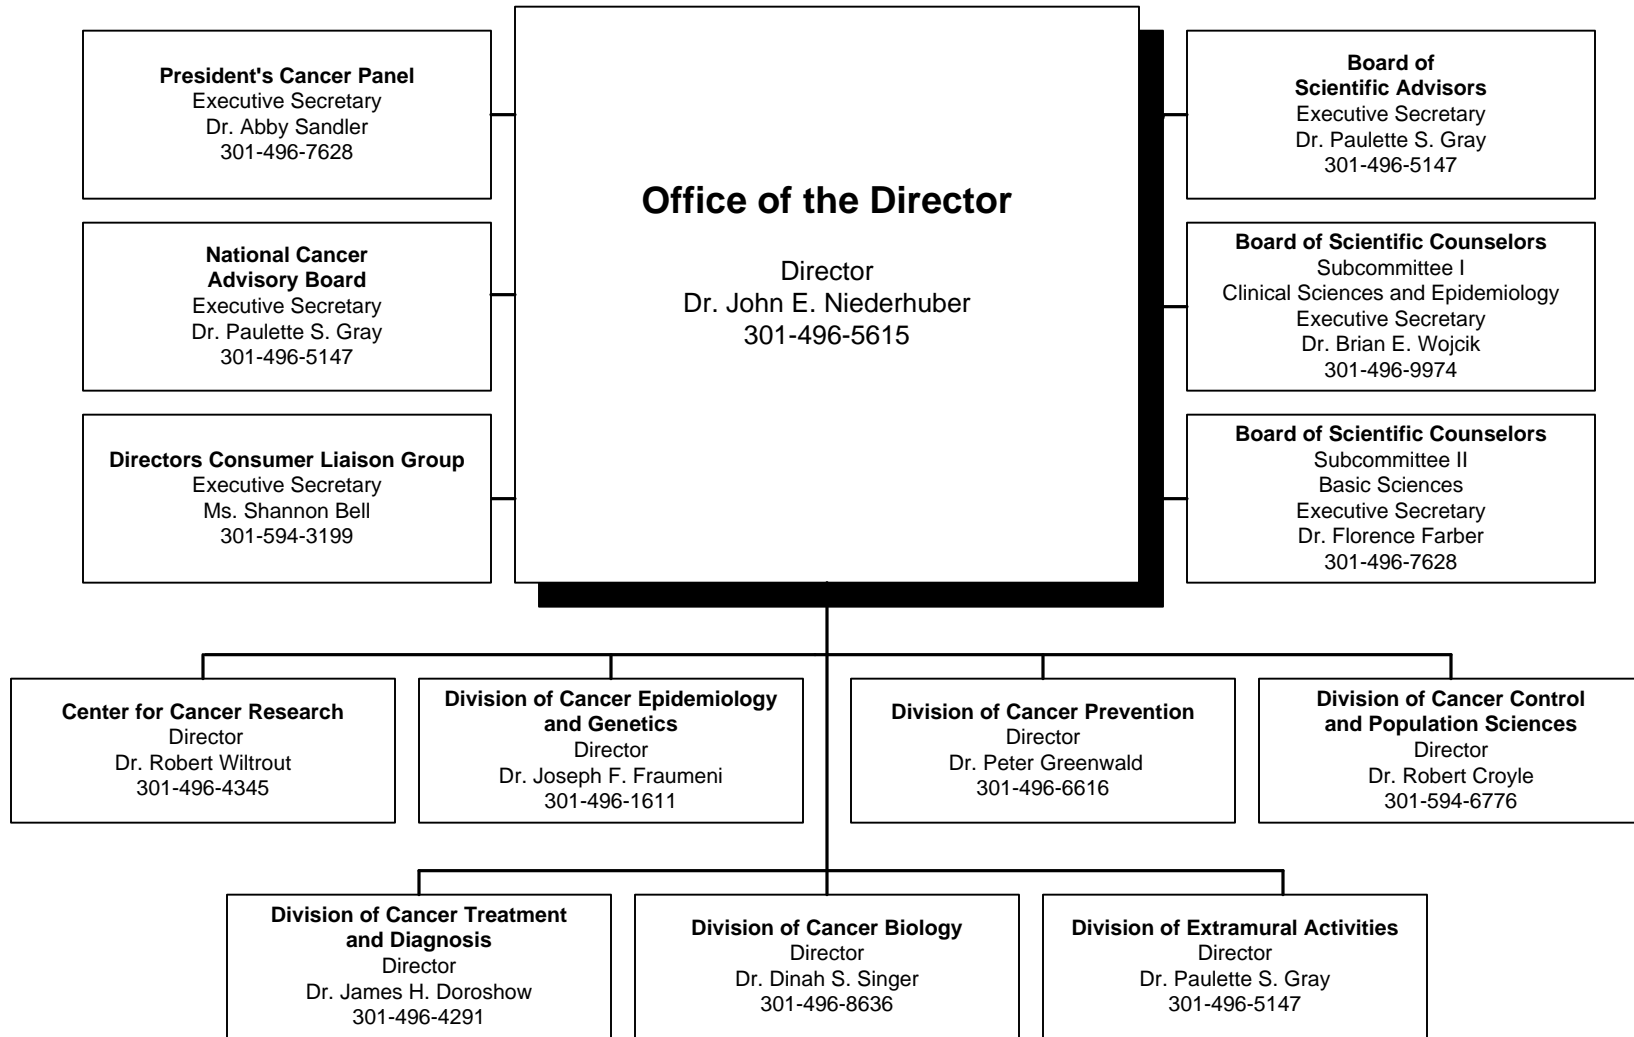 President's Cancer Panel
Executive Secretary
Dr. Abby Sandler
301-496-7628
National Cancer
Advisory Board
Executive Secretary
Dr. Paulette S. Gray
301-496-5147
Directors Consumer Liaison Group
Executive Secretary
Ms. Shannon Bell
301-594-3199
Office of the Director
Director
Dr. John E. Niederhuber
301-496-5615
Board of
Scientific Advisors
Executive Secretary
Dr. Paulette S. Gray
301-496-5147
Board of Scientific Counselors
Subcommittee I
Clinical Sciences and Epidemiology
Executive Secretary
Dr. Brian E. Wojcik
301-496-9974
Board of Scientific Counselors
Subcommittee II
Basic Sciences
Executive Secretary
Dr. Florence Farber
301-496-7628
Center for Cancer Research
Director
Dr. Robert Wiltrout
301-496-4345
Division of Cancer Epidemiology
and Genetics
Director
Dr. Joseph F. Fraumeni
301-496-1611
Division of Cancer Prevention
Director
Dr. Peter Greenwald
301-496-6616
Division of Cancer Control
and Population Sciences
Director
Dr. Robert Croyle
301-594-6776
Division of Cancer Treatment
and Diagnosis
Director
Dr. James H. Doroshow
301-496-4291
Division of Cancer Biology
Director
Dr. Dinah S. Singer
301-496-8636
Division of Extramural Activities
Director
Dr. Paulette S. Gray
301-496-5147